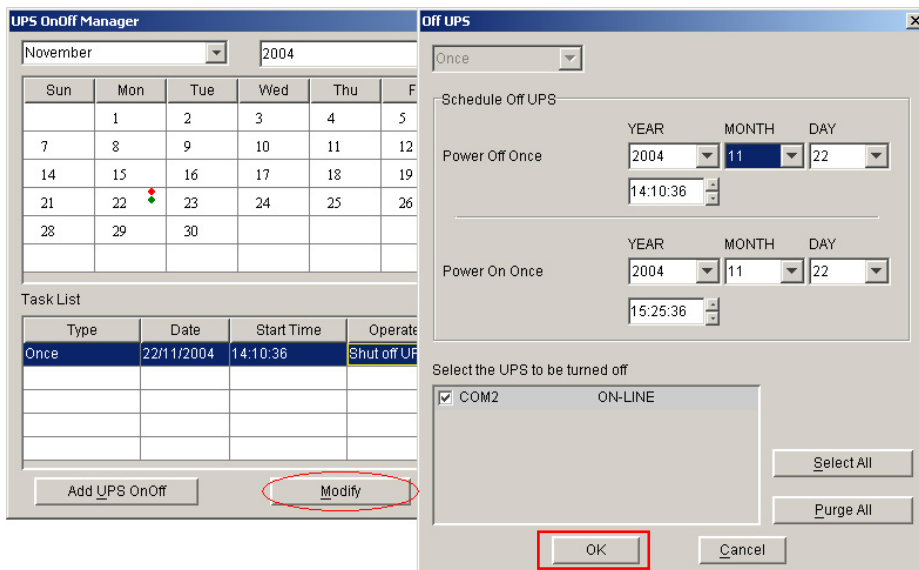 UPS OnOff Manager
November 2004
Sun Mon Tue Wed Thu F
1 2 3 4 5
7 8 9 10 11 12
14 15 16 17 18 19
21 22 23 24 25 26
28 29 30
Task List
Type Date Start Time Operate
Once 22/11/2004 14:10:36 Shut off UP
Add UPS OnOff Modify
Off UPS
Once
Schedule Off UPS
YEAR MONTH DAY
Power Off Once 2004 11 22
14:10:36
YEAR MONTH DAY
Power On Once 2004 11 22
15:25:36
Select the UPS to be turned off
COM2 ON-LINE
Select All
Purge All
OK Cancel